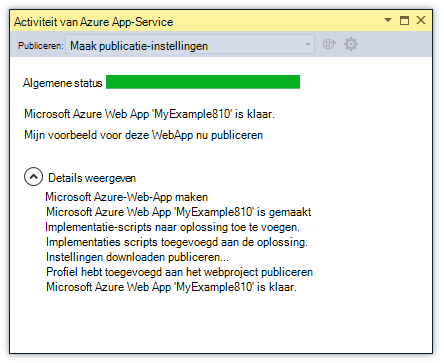 Activiteit van Azure App-Service
Publiceren: Maak publicatie-instellingen
Algemene status
Microsoft Azure Web App 'MyExample810' is klaar.
Mijn voorbeeld voor deze WebApp nu publiceren
Details weergeven
Microsoft Azure-Web-App maken
Microsoft Azure Web App 'MyExample810' is gemaakt
Implementatie-scripts naar oplossing toe te voegen.
Implementaties scripts toegevoegd aan de oplossing.
Instellingen downloaden publiceren...
Profiel hebt toegevoegd aan het webproject publiceren
Microsoft Azure Web App 'MyExample810' is klaar.